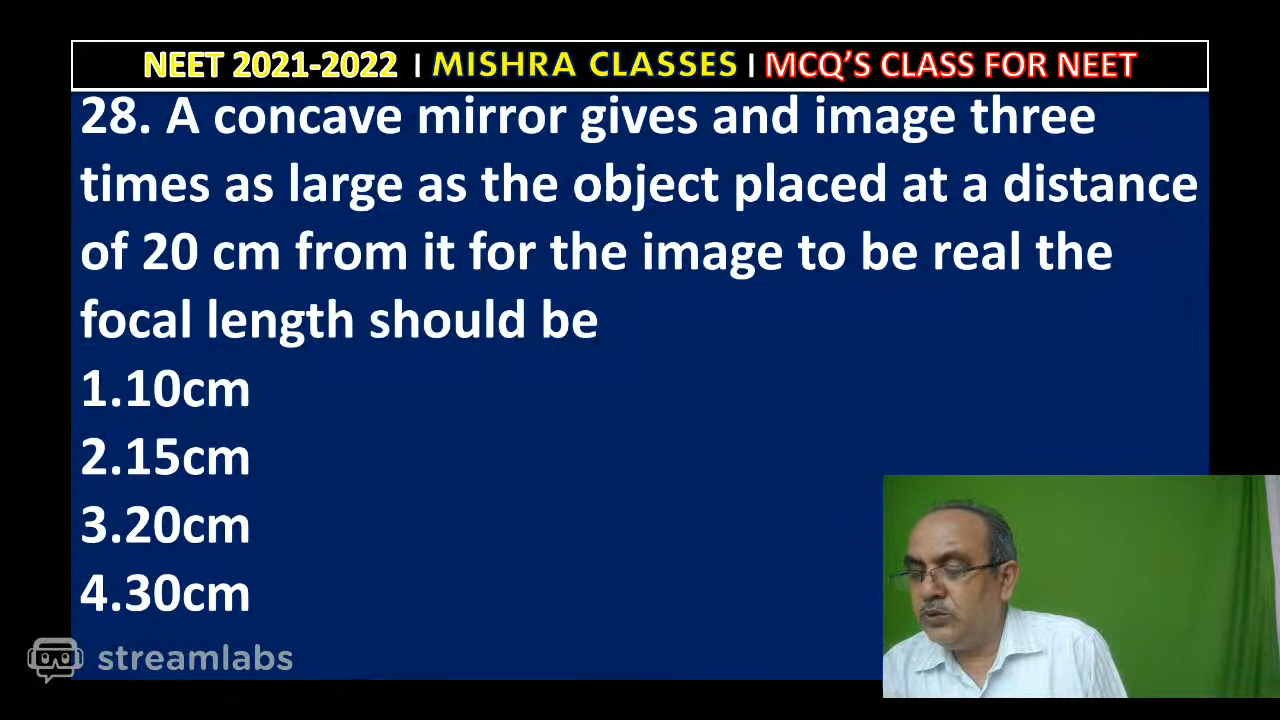 NEET 2021-2022 | MISHRA CLASSES | MCQ'S CLASS FOR NEET
28. A concave mirror gives and image three
times as large as the object placed at a distance
of 20 cm from it for the image to be real the
focal length should be
1.10cm
2.15cm
3.20cm
4.30cm
streamlabs